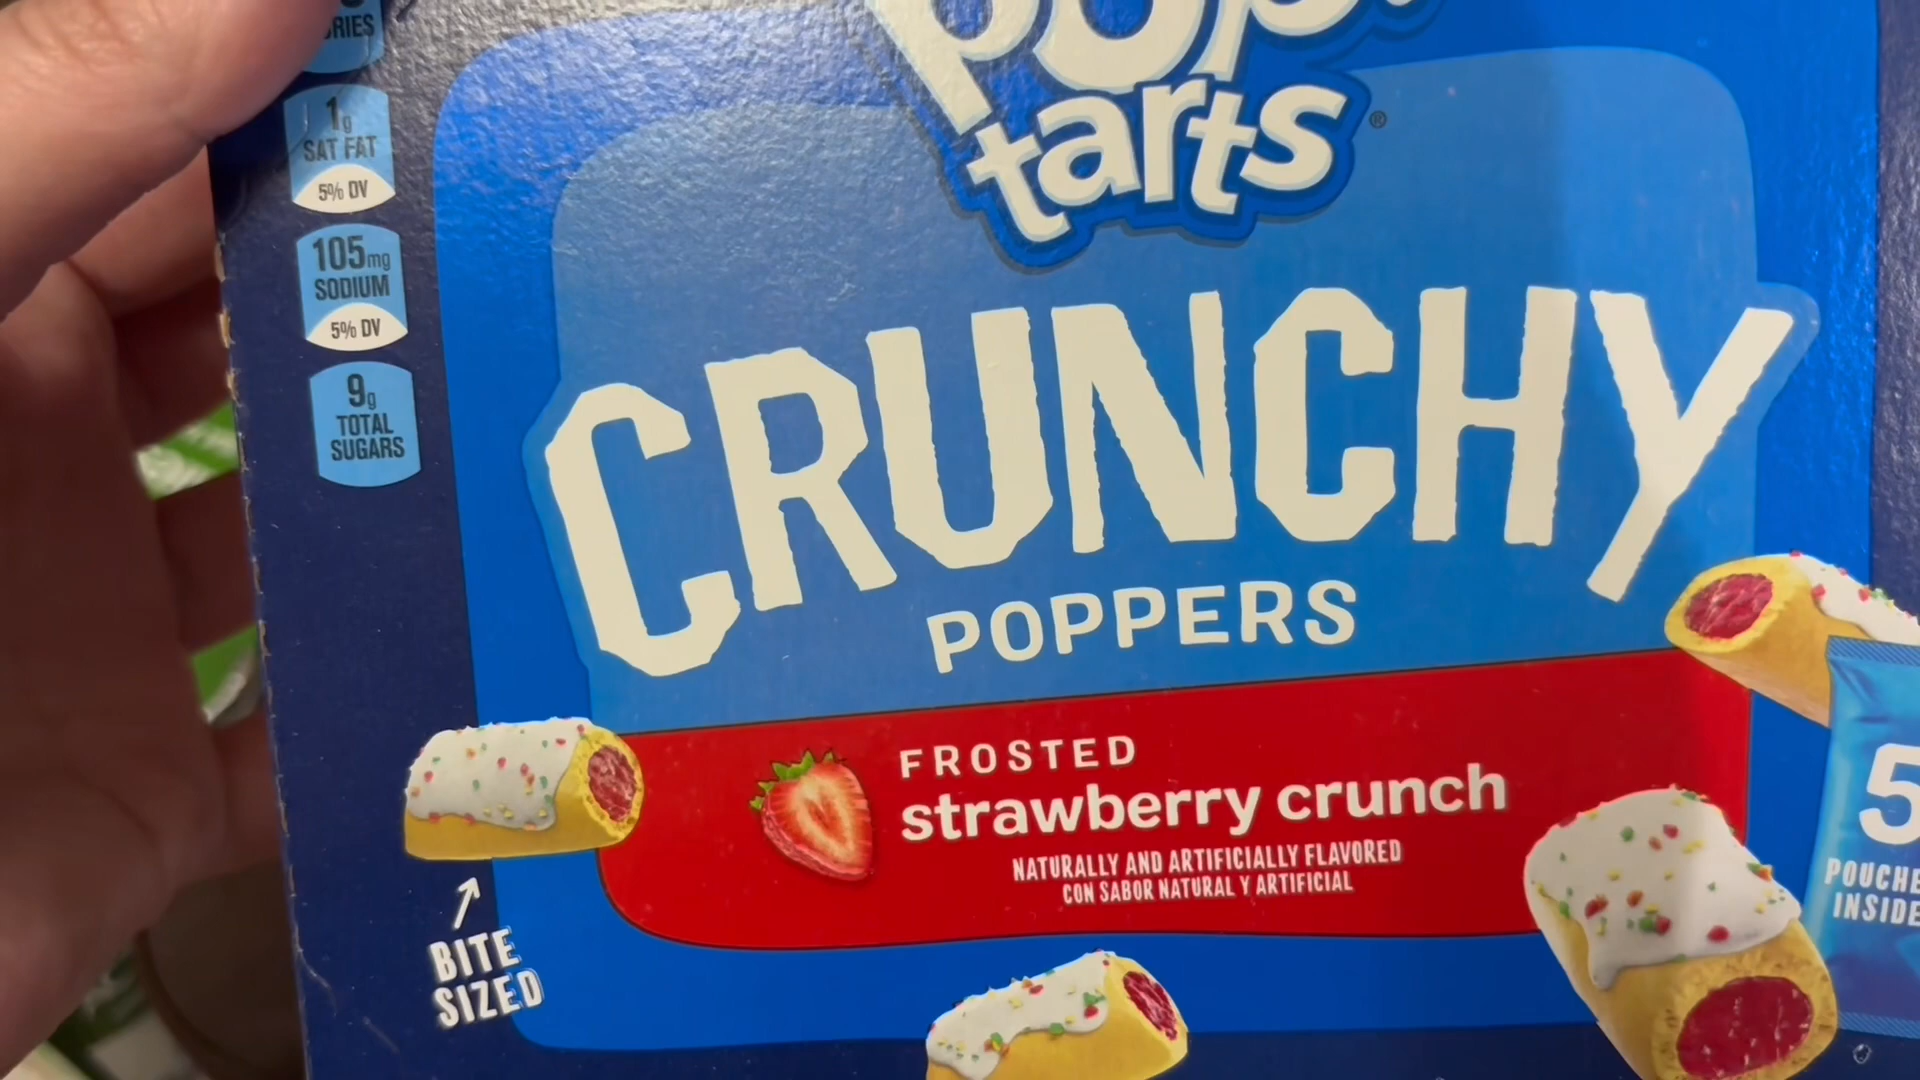 1g
SAT FAT
5% DV
105mg
SODIUM
5% DV
9g
TOTAL
SUGARS
pop.
tarts®
CRUNCHY
POPPERS
FROSTED
strawberry crunch
NATURALLY AND ARTIFICIALLY FLAVORED
CON SABOR NATURAL Y ARTIFICIAL
BITE
SIZED
5
POUCHE
INSIDE